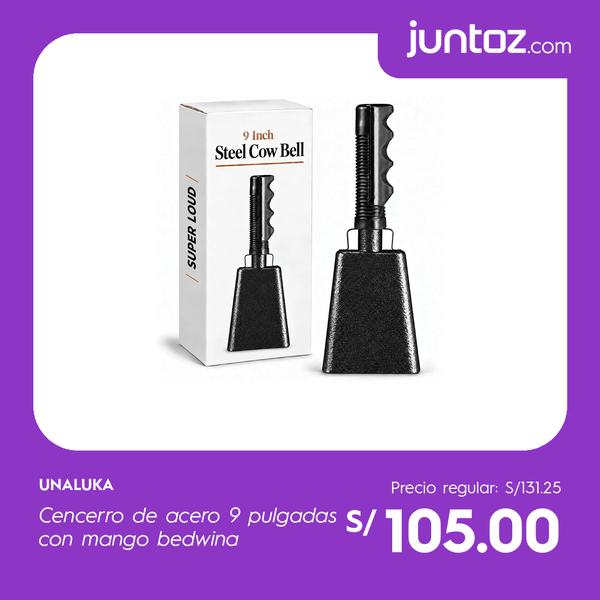 juntoz.com
9 Inch
Steel Cow Bell
SUPER LOUD
UNALUKA
Cencerro de acero 9 pulgadas
con mango bedwina
Precio regular: S/131.25
S/ 105.00